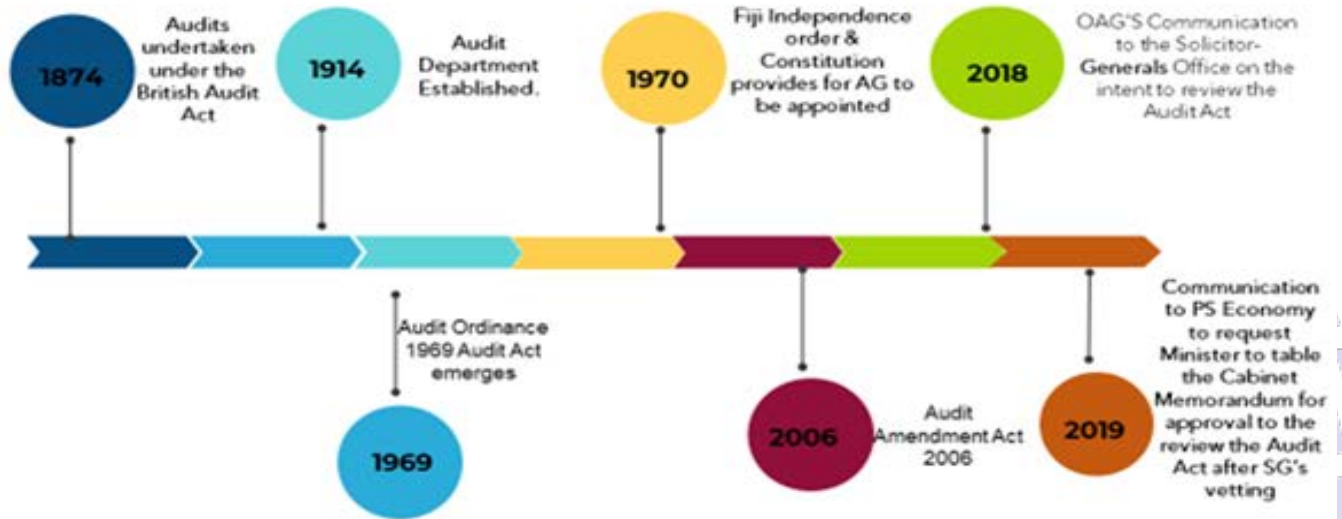 1874
Audits
undertaken
under the
British Audit
Act
1914
Audit
Department
Established.
1970
Fiji Independence
order &
Constitution
provides for AG to
be appointed
2018
OAG'S Communication
to the Solicitor-
Generals Office on the
intent to review the
Audit Act
Audit Ordinance
1969 Audit Act
emerges
1969
2006
Audit
Amendment Act
2006
2019
Communication
to PS Economy
to request
Minister to table
the Cabinet
Memorandum for
approval to the
review the Audit
Act after SG's
vetting